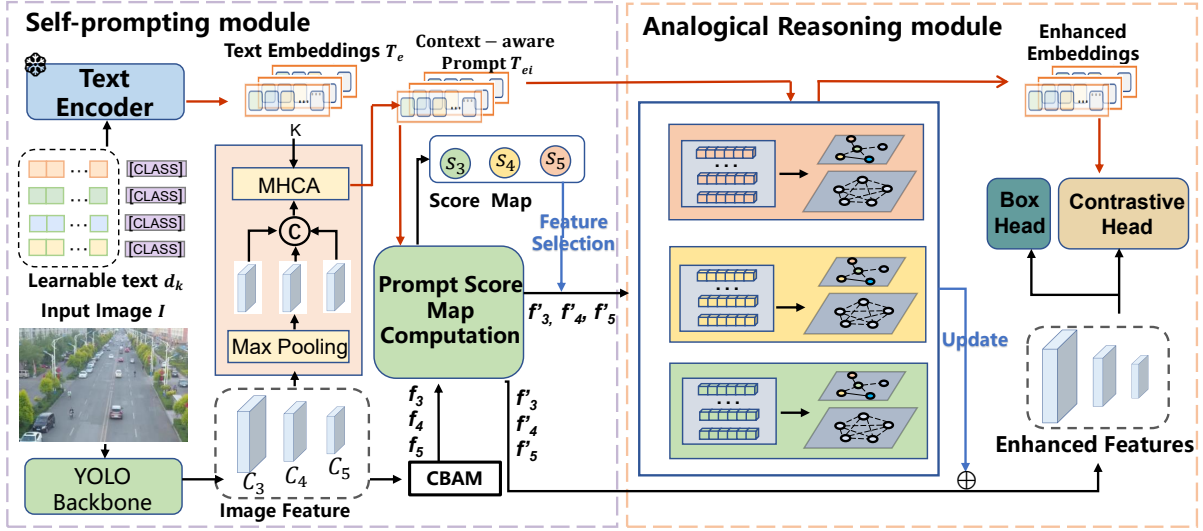 Self-prompting module
Text
Encoder
Text Embeddings T_e
Context-aware
Prompt T_{ei}
...
...
...
...
[CLASS]
[CLASS]
[CLASS]
[CLASS]
Learnable text d_k
Input Image I
YOLO
Backbone
K
MHCA
C
Max Pooling
C_3
C_4
C_5
Image Feature
S_3
S_4
S_5
Score Map
Feature
Selection
Prompt Score
Map
Computation
f_3
f_4
f_5
CBAM
f'_3
f'_4
f'_5
f'_3, f'_4, f'_5
Analogical Reasoning module
...
...
...
Update
Enhanced
Embeddings
...
Box
Head
Contrastive
Head
Enhanced Features